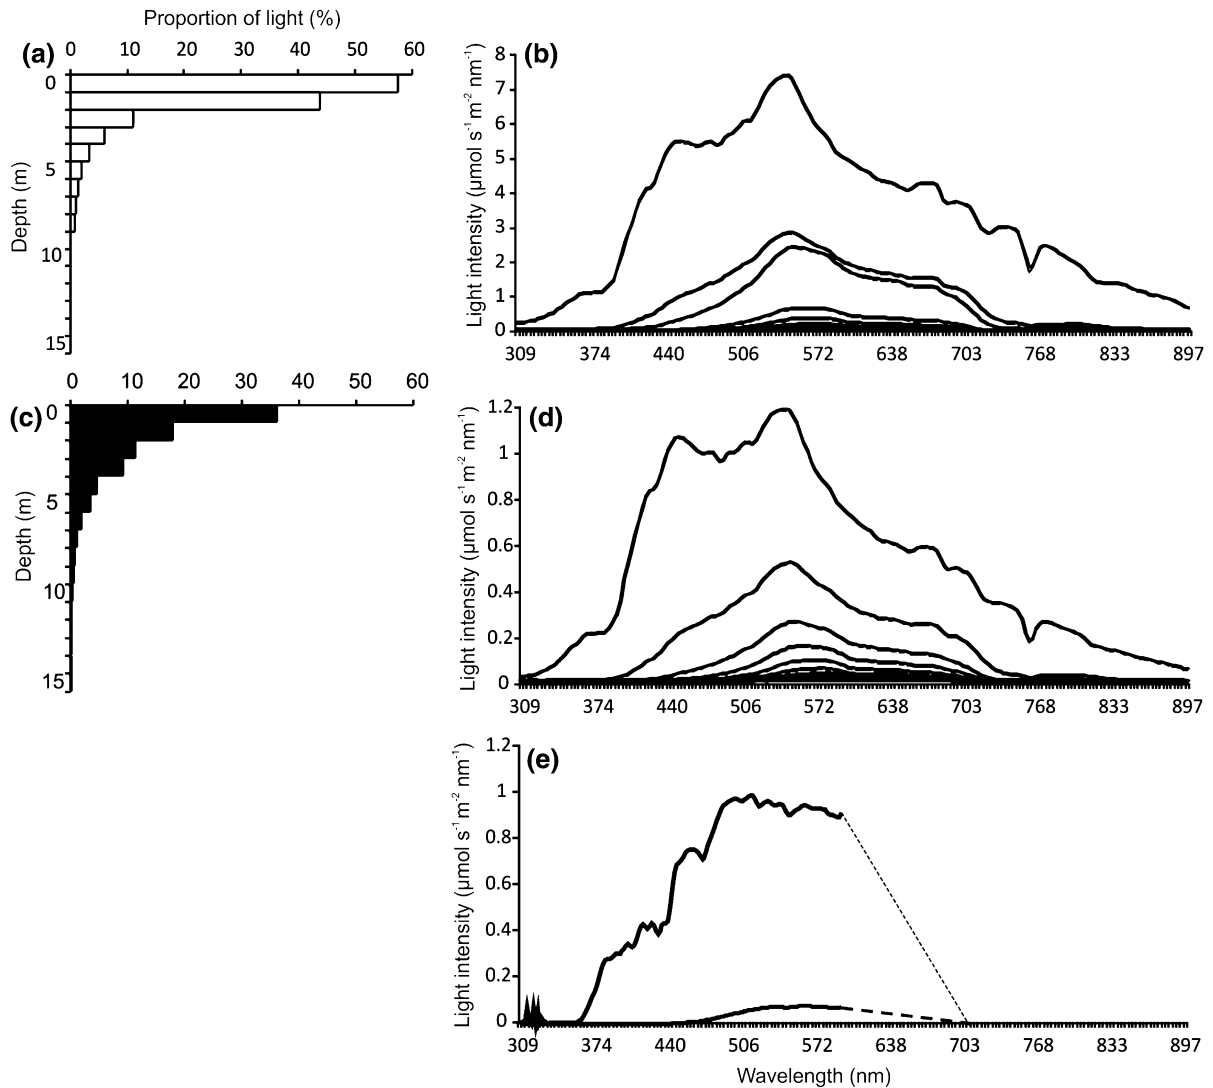 Proportion of light (%)
(a)
0 10 20 30 40 50 60
0
5
10
15
Depth (m)
(b)
8
7
6
5
4
3
2
1
0
Light intensity (µmol s⁻¹ m⁻² nm⁻¹)
309 374 440 506 572 638 703 768 833 897
(c)
0 10 20 30 40 50 60
0
5
10
15
Depth (m)
(d)
1.2
1
0.8
0.6
0.4
0.2
0
Light intensity (µmol s⁻¹ m⁻² nm⁻¹)
309 374 440 506 572 638 703 768 833 897
(e)
1.2
1
0.8
0.6
0.4
0.2
0
Light intensity (µmol s⁻¹ m⁻² nm⁻¹)
309 374 440 506 572 638 703 768 833 897
Wavelength (nm)